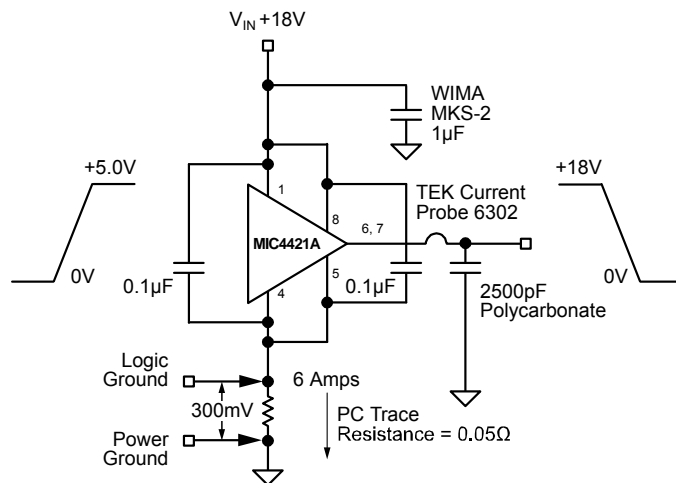 V_IN +18V
WIMA
MKS-2
1µF
+5.0V
0V
0.1µF
1
8
MIC4421A
6, 7
5
4
0.1µF
TEK Current
Probe 6302
+18V
0V
2500pF
Polycarbonate
Logic
Ground
300mV
Power
Ground
6 Amps
PC Trace
Resistance = 0.05Ω